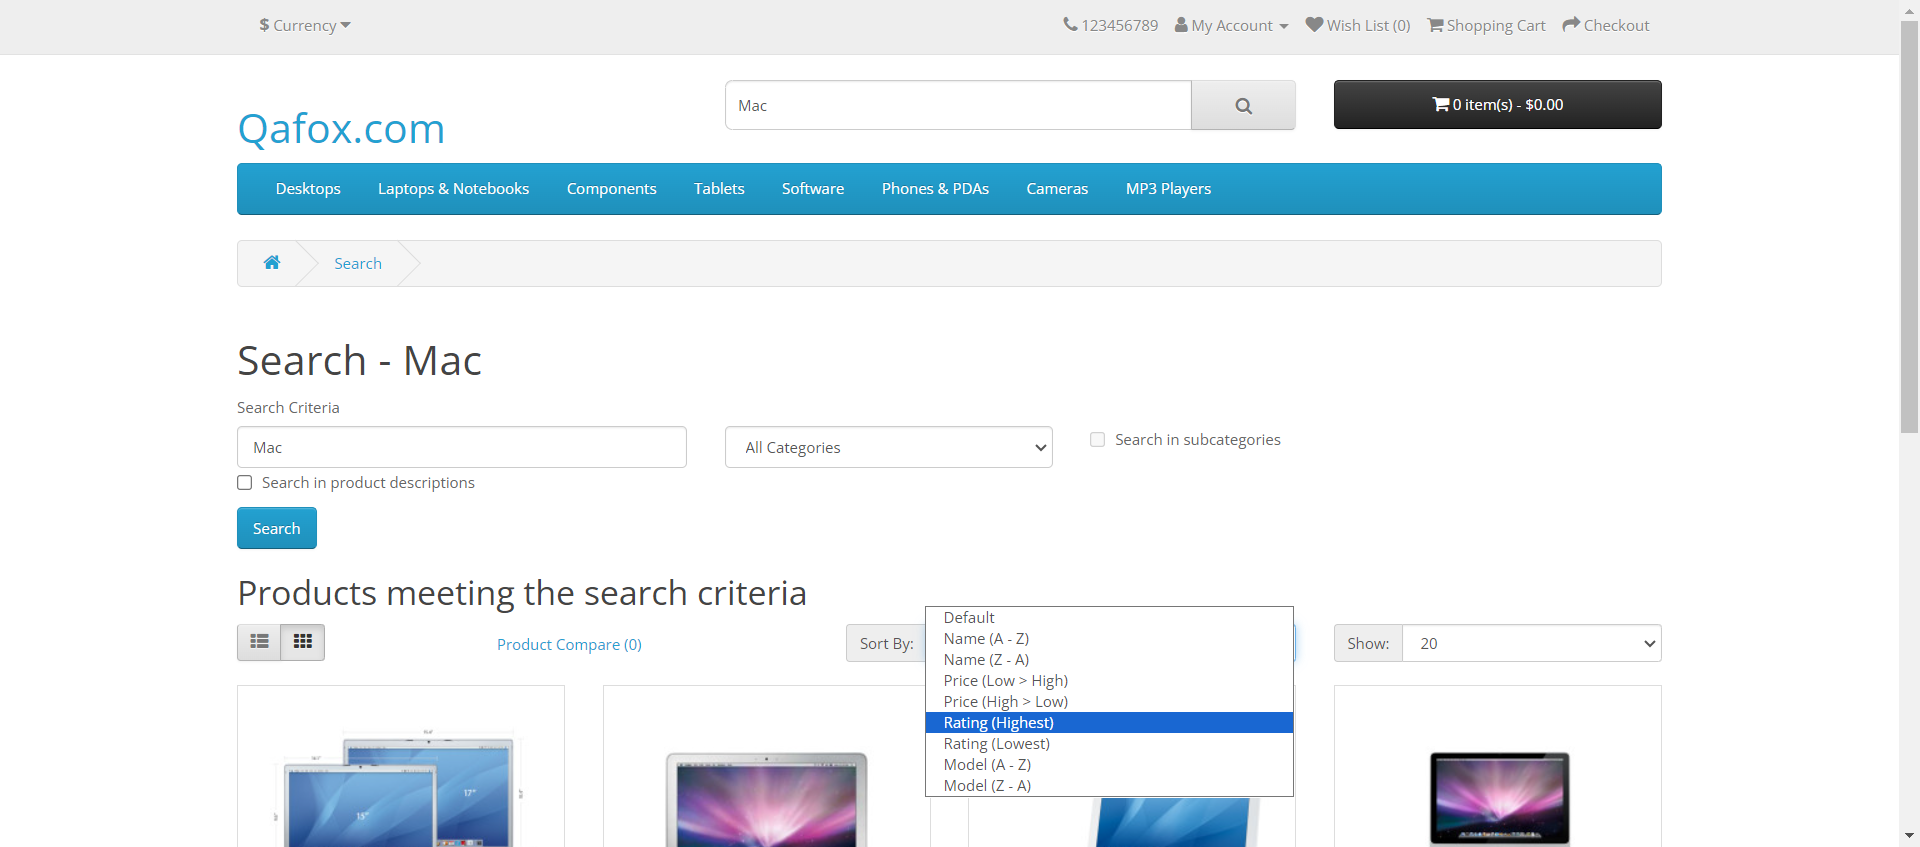 $ Currency
123456789 My Account Wish List (0) Shopping Cart Checkout
Qafox.com
Mac
0 item(s) - $0.00
Desktops Laptops & Notebooks Components Tablets Software Phones & PDAs Cameras MP3 Players
Search
Search - Mac
Search Criteria
Mac
All Categories
Search in subcategories
Search in product descriptions
Search
Products meeting the search criteria
Product Compare (0)
Sort By:
Default
Name (A - Z)
Name (Z - A)
Price (Low > High)
Price (High > Low)
Rating (Highest)
Rating (Lowest)
Model (A - Z)
Model (Z - A)
Show: 20
17"
15"